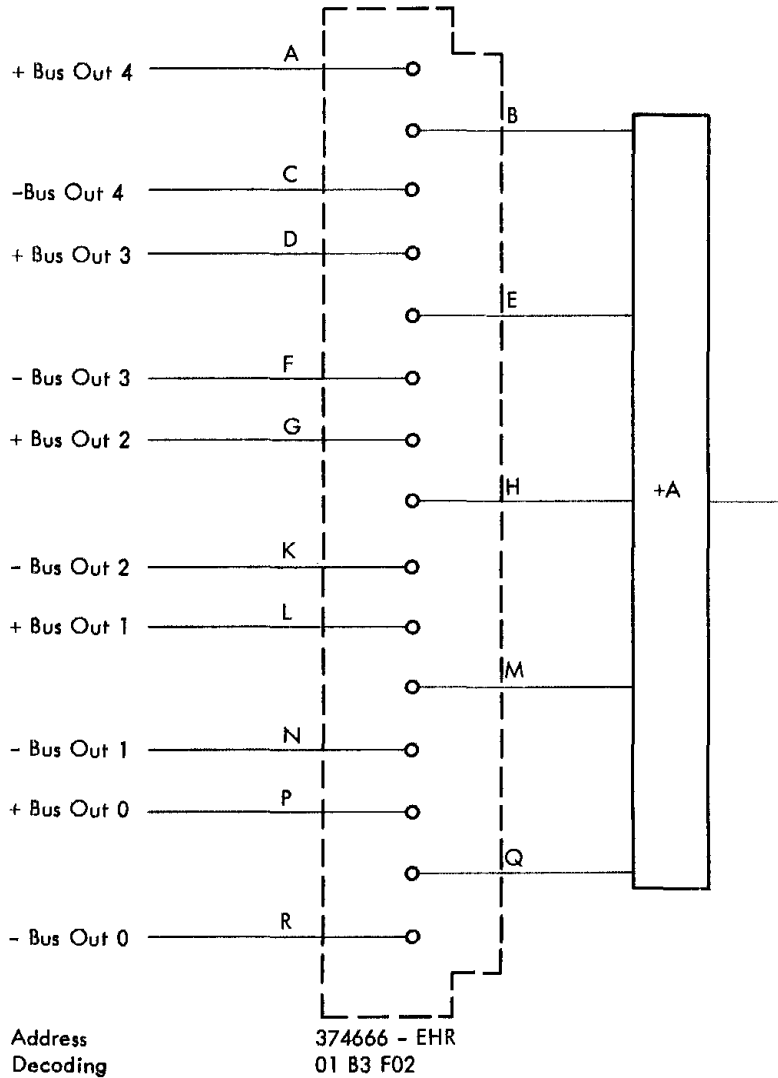 + Bus Out 4 A
B
-Bus Out 4 C
+ Bus Out 3 D
E
- Bus Out 3 F
+ Bus Out 2 G
H +A
- Bus Out 2 K
+ Bus Out 1 L
M
- Bus Out 1 N
+ Bus Out 0 P
Q
- Bus Out 0 R
Address 374666 - EHR
Decoding 01 B3 F02